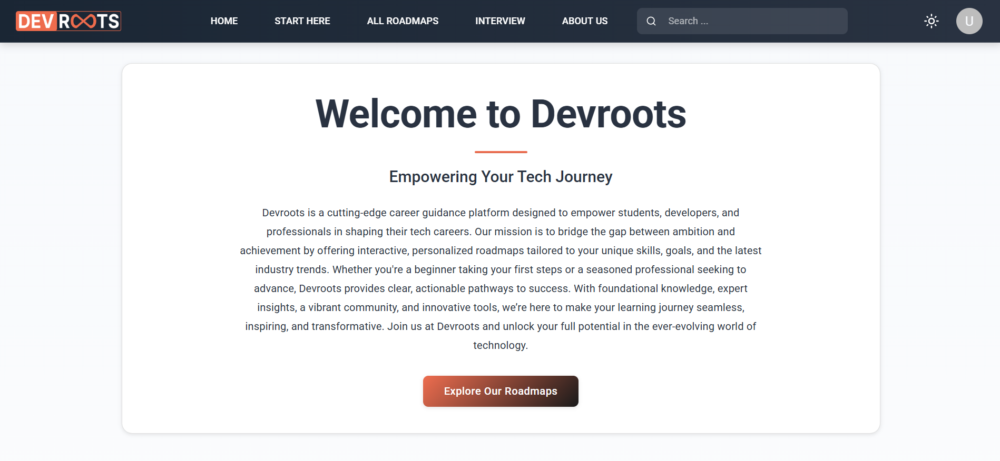 DEVROOTS
HOME
START HERE
ALL ROADMAPS
INTERVIEW
ABOUT US
Search ...
U
Welcome to Devroots
Empowering Your Tech Journey
Devroots is a cutting-edge career guidance platform designed to empower students, developers, and
professionals in shaping their tech careers. Our mission is to bridge the gap between ambition and
achievement by offering interactive, personalized roadmaps tailored to your unique skills, goals, and the latest
industry trends. Whether you're a beginner taking your first steps or a seasoned professional seeking to
advance, Devroots provides clear, actionable pathways to success. With foundational knowledge, expert
insights, a vibrant community, and innovative tools, we’re here to make your learning journey seamless,
inspiring, and transformative. Join us at Devroots and unlock your full potential in the ever-evolving world of
technology.
Explore Our Roadmaps